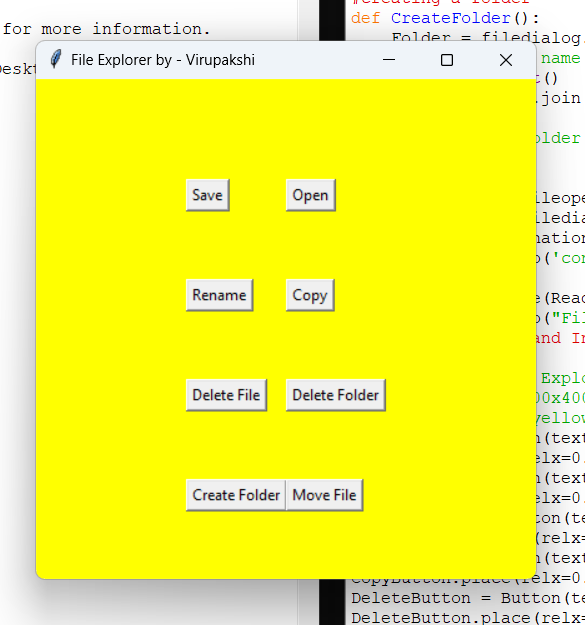 #creating a folder
for more information.
def CreateFolder():
Folder = filedialog.
File Explorer by - Virupakshi
name
Deskt
t()
.join
older
Save
Open
ileope
iledia
mation
o('con
Rename
Copy
e(Read
o("Fil
and In
Explo
Delete File
Delete Folder
00x400
yellow
n(text
elx=0.
n(text
elx=0.
Create Folder
Move File
ton(te
(relx=
n(text
CopyButton.place(relx=0.
DeleteButton = Button(te
DeleteButton.place(relx=